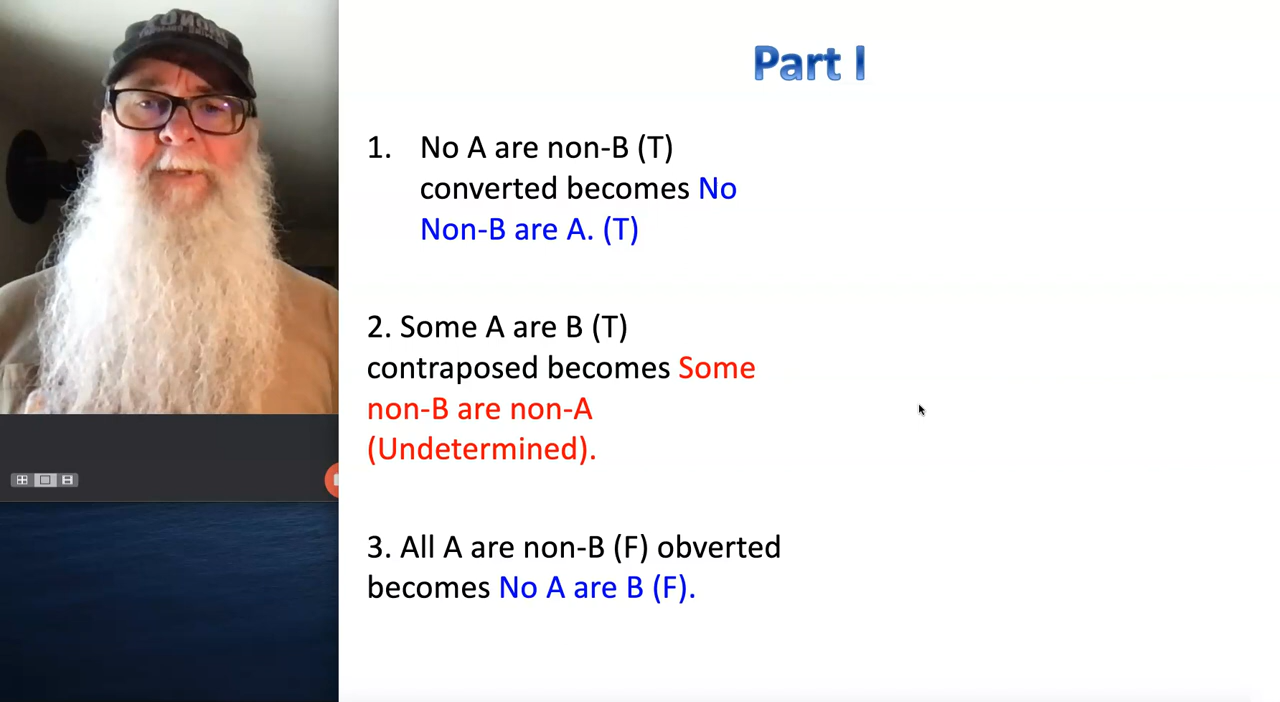 Part I
1. No A are non-B (T)
converted becomes No
Non-B are A. (T)
2. Some A are B (T)
contraposed becomes Some
non-B are non-A
(Undetermined).
3. All A are non-B (F) obverted
becomes No A are B (F).